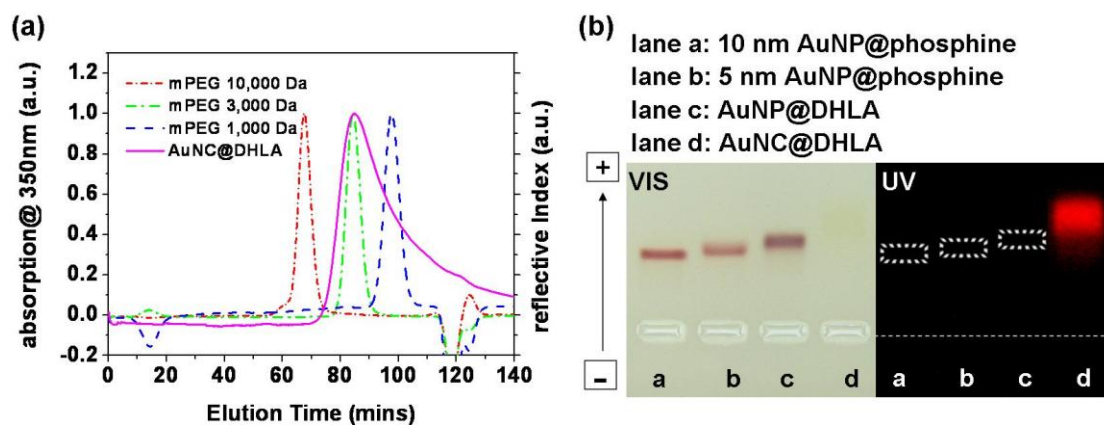 (a)
absorption@ 350nm (a.u.)
1.2
1.0
0.8
0.6
0.4
0.2
0.0
-0.2
mPEG 10,000 Da
mPEG 3,000 Da
mPEG 1,000 Da
AuNC@DHLA
reflective Index (a.u.)
0 20 40 60 80 100 120 140
Elution Time (mins)
(b)
lane a: 10 nm AuNP@phosphine
lane b: 5 nm AuNP@phosphine
lane c: AuNP@DHLA
lane d: AuNC@DHLA
+
−
VIS
a b c d
UV
a b c d